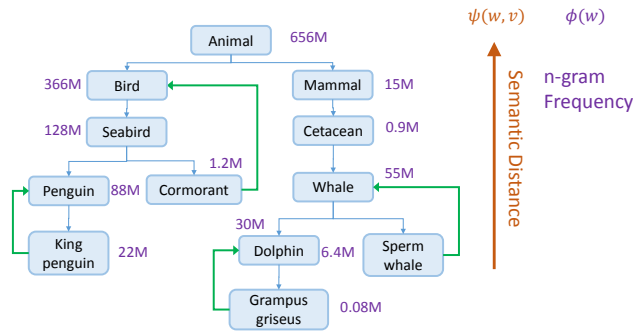 ψ(w, v) ϕ(w)
Animal 656M
366M Bird Mammal 15M
n-gram
Frequency
Semantic Distance
128M Seabird Cetacean 0.9M
1.2M 55M
Penguin 88M Cormorant Whale
30M
King
penguin 22M Dolphin 6.4M Sperm
whale
Grampus
griseus 0.08M